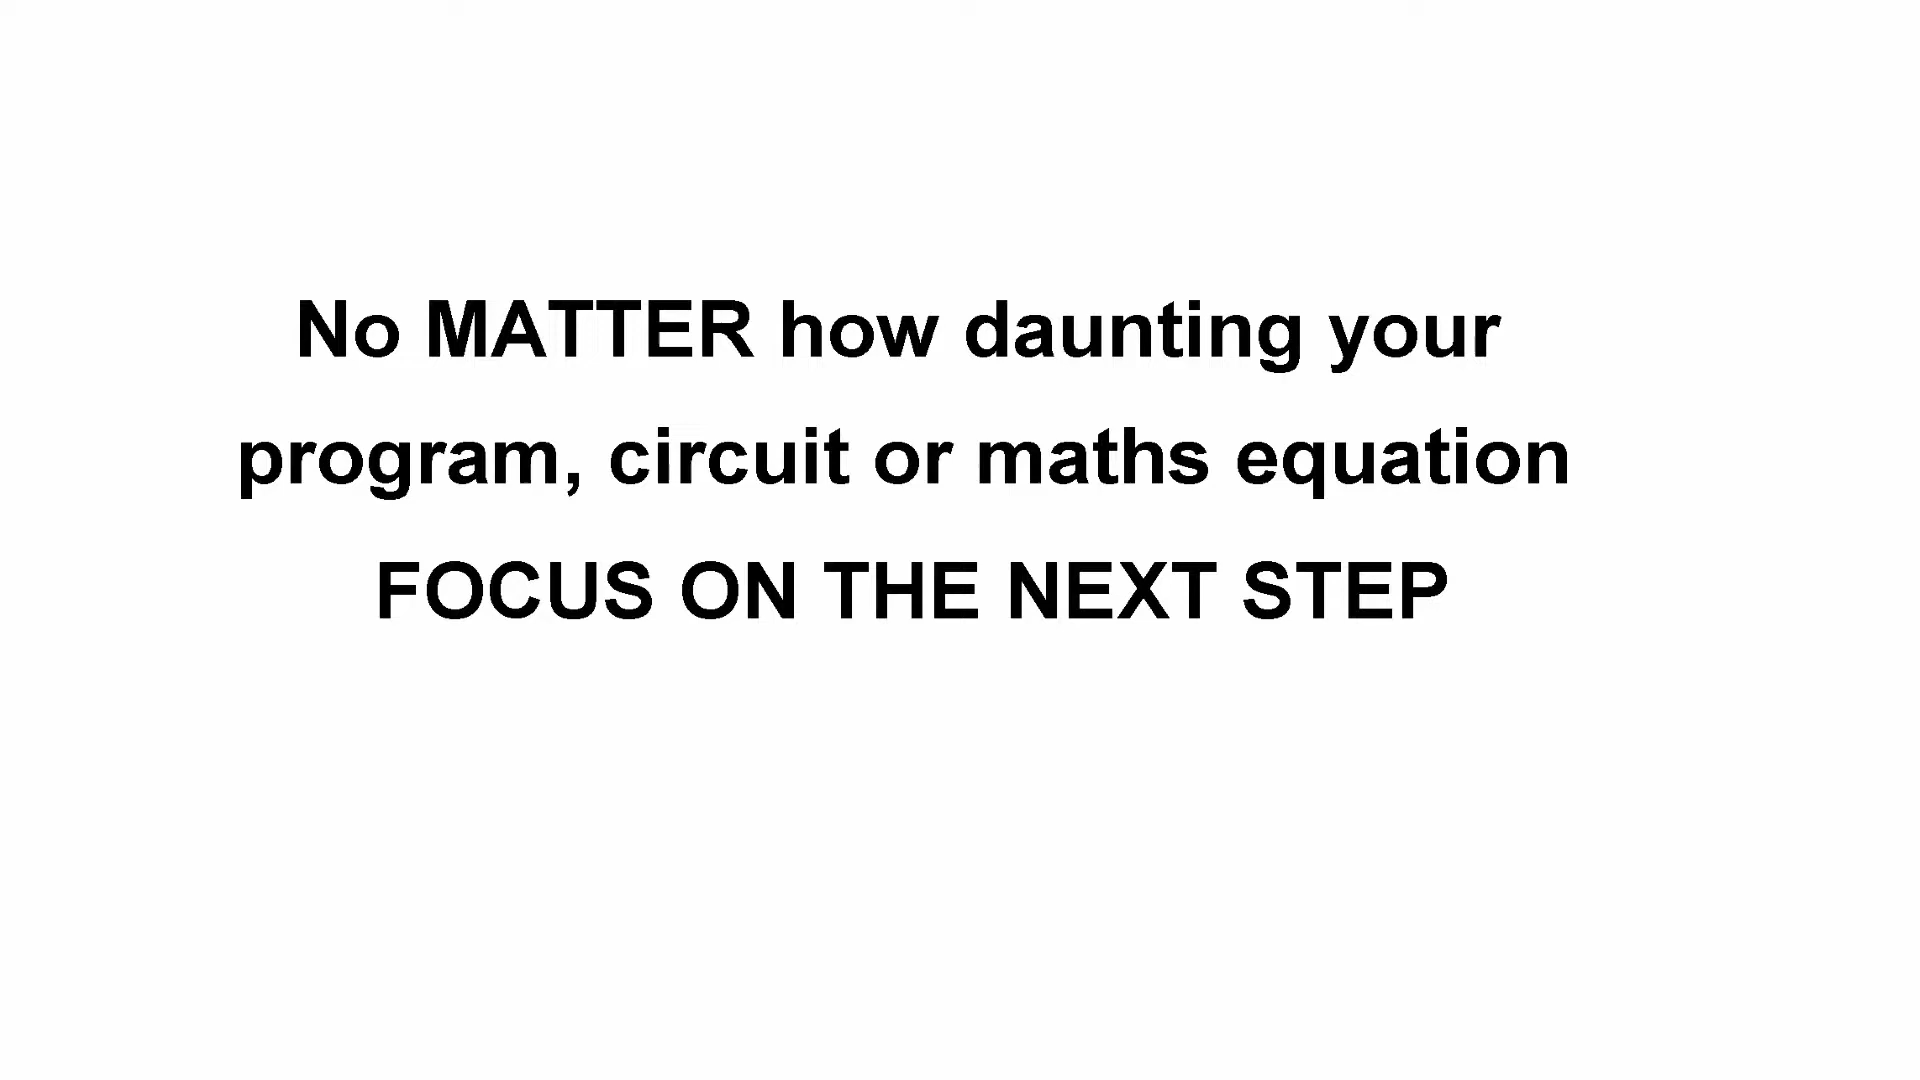 No MATTER how daunting your
program, circuit or maths equation
FOCUS ON THE NEXT STEP